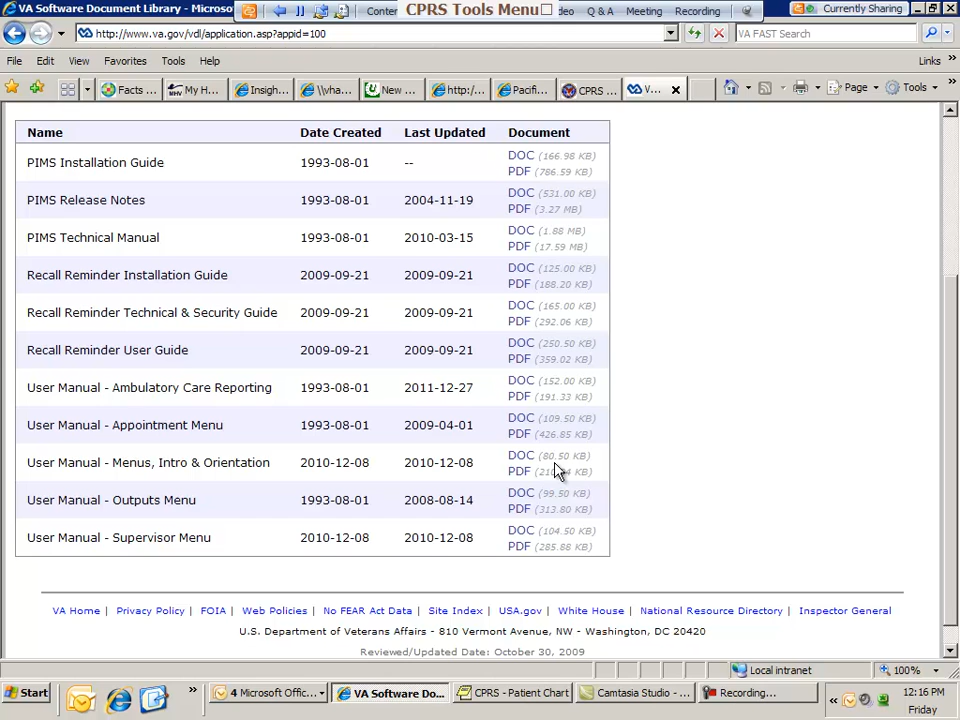 VA Software Document Library - Microso
Conter
CPRS Tools Menu
deo
Q & A
Meeting
Recording
Currently Sharing
http://www.va.gov/vdl/application.asp?appid=100
VA FAST Search
File Edit View Favorites Tools Help
Links »
Facts ...
My H...
Insigh...
\\wha...
New ...
http:/...
Pacifi...
CPRS ...
V...
Page
Tools
Name Date Created Last Updated Document
PIMS Installation Guide 1993-08-01 -- DOC (166.98 KB)
PDF (786.59 KB)
PIMS Release Notes 1993-08-01 2004-11-19 DOC (531.00 KB)
PDF (3.27 MB)
PIMS Technical Manual 1993-08-01 2010-03-15 DOC (1.88 MB)
PDF (17.59 MB)
Recall Reminder Installation Guide 2009-09-21 2009-09-21 DOC (125.00 KB)
PDF (188.20 KB)
Recall Reminder Technical & Security Guide 2009-09-21 2009-09-21 DOC (165.00 KB)
PDF (292.06 KB)
Recall Reminder User Guide 2009-09-21 2009-09-21 DOC (250.50 KB)
PDF (359.02 KB)
User Manual - Ambulatory Care Reporting 1993-08-01 2011-12-27 DOC (152.00 KB)
PDF (191.33 KB)
User Manual - Appointment Menu 1993-08-01 2009-04-01 DOC (109.50 KB)
PDF (426.85 KB)
User Manual - Menus, Intro & Orientation 2010-12-08 2010-12-08 DOC (80.50 KB)
PDF
User Manual - Outputs Menu 1993-08-01 2008-08-14 DOC (99.50 KB)
PDF (313.80 KB)
User Manual - Supervisor Menu 2010-12-08 2010-12-08 DOC (104.50 KB)
PDF (285.88 KB)
VA Home | Privacy Policy | FOIA | Web Policies | No FEAR Act Data | Site Index | USA.gov | White House | National Resource Directory | Inspector General
U.S. Department of Veterans Affairs - 810 Vermont Avenue, NW - Washington, DC 20420
Reviewed/Updated Date: October 30, 2009
Local intranet
100%
Start
»
4 Microsoft Offic...
VA Software Do...
CPRS - Patient Chart
Camtasia Studio - ...
Recording...
«
12:16 PM
Friday